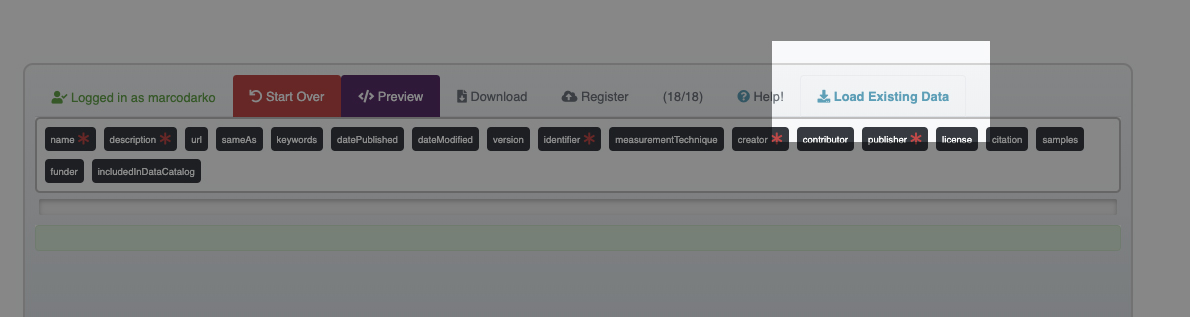 Logged in as marcodarko Start Over </> Preview Download Register (18/18) Help! Load Existing Data
name * description * url sameAs keywords datePublished dateModified version identifier * measurementTechnique creator * contributor publisher * license citation samples
funder includedInDataCatalog